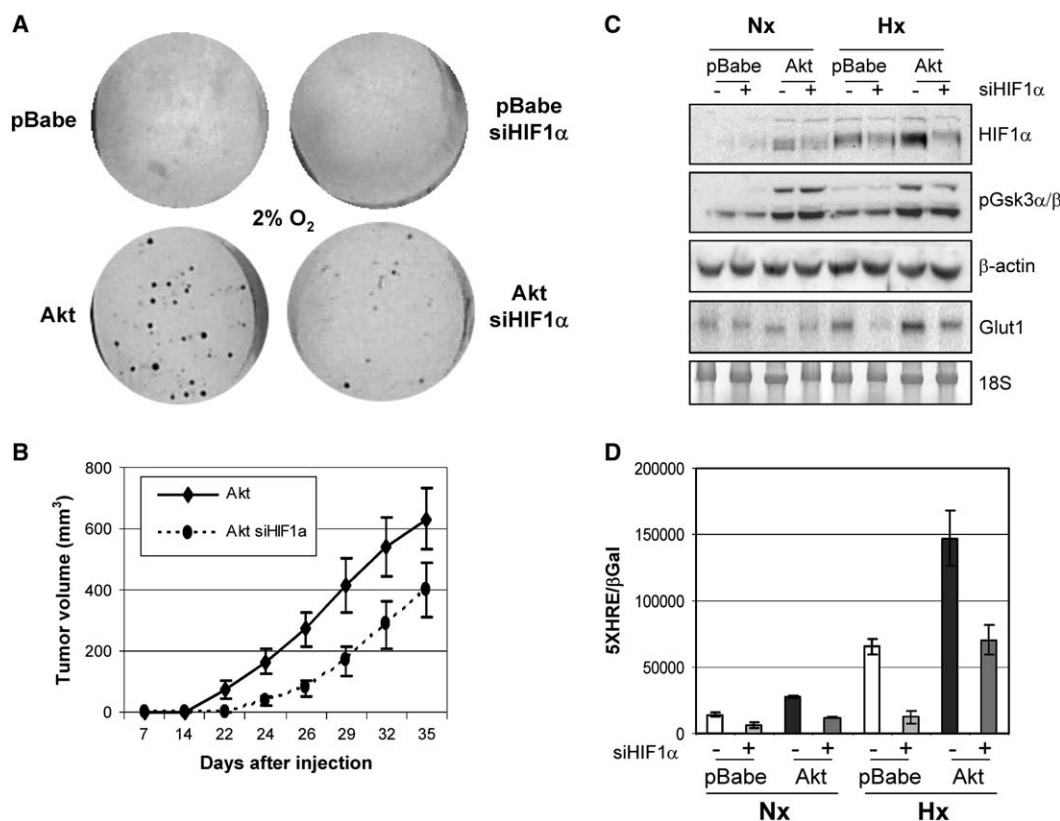 A
pBabe
pBabe
siHIF1α
2% O2
Akt
Akt
siHIF1α
B
Tumor volume (mm3)
800
600
400
200
0
Akt
Akt siHIF1a
7 14 22 24 26 29 32 35
Days after injection
C
Nx Hx
pBabe Akt pBabe Akt
- + - + - + - + siHIF1α
HIF1α
pGsk3α/β
β-actin
Glut1
18S
D
5XHRE/βGal
200000
150000
100000
50000
0
siHIF1α - + - + - + - +
pBabe Akt pBabe Akt
Nx Hx